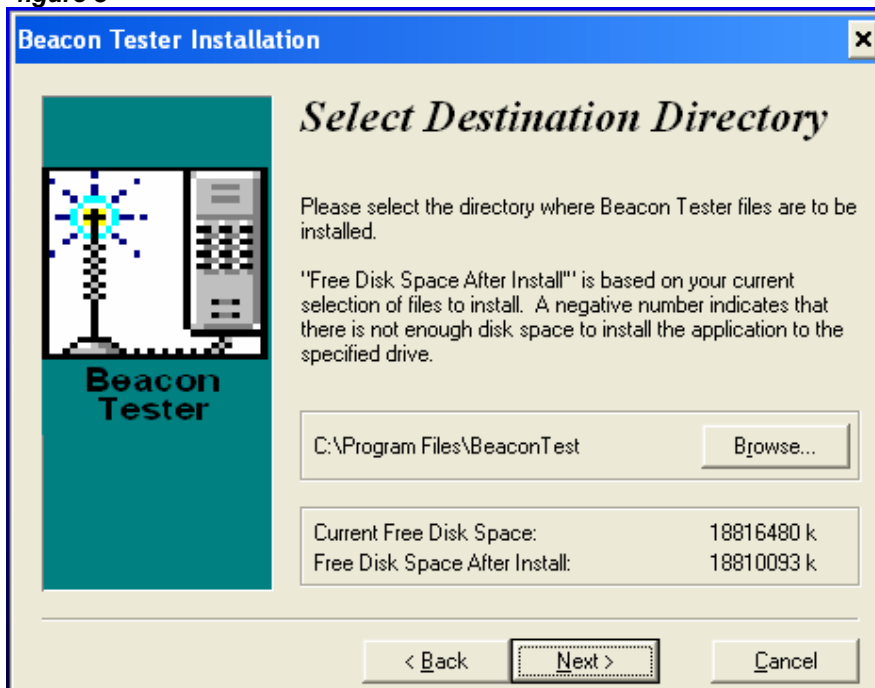 Beacon Tester Installation
Select Destination Directory
Please select the directory where Beacon Tester files are to be
installed.
"Free Disk Space After Install"' is based on your current
selection of files to install. A negative number indicates that
there is not enough disk space to install the application to the
specified drive.
Beacon
Tester
C:\Program Files\BeaconTest
Browse...
Current Free Disk Space: 18816480 k
Free Disk Space After Install: 18810093 k
< Back
Next >
Cancel